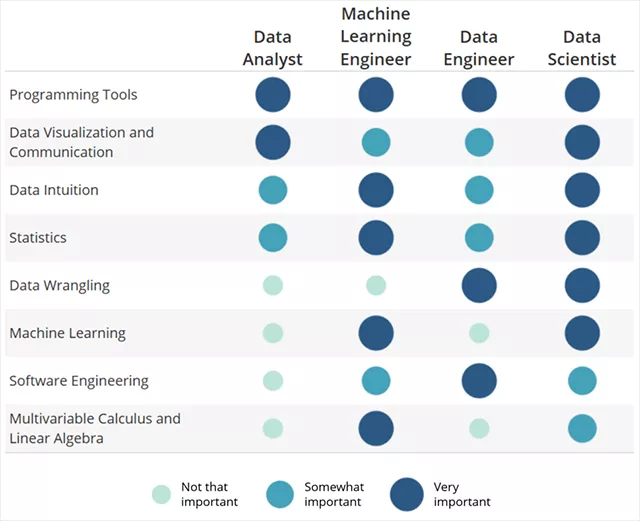 Data Analyst
Machine Learning Engineer
Data Engineer
Data Scientist
Programming Tools
Data Visualization and
Communication
Data Intuition
Statistics
Data Wrangling
Machine Learning
Software Engineering
Multivariable Calculus and
Linear Algebra
Not that
important
Somewhat
important
Very
important